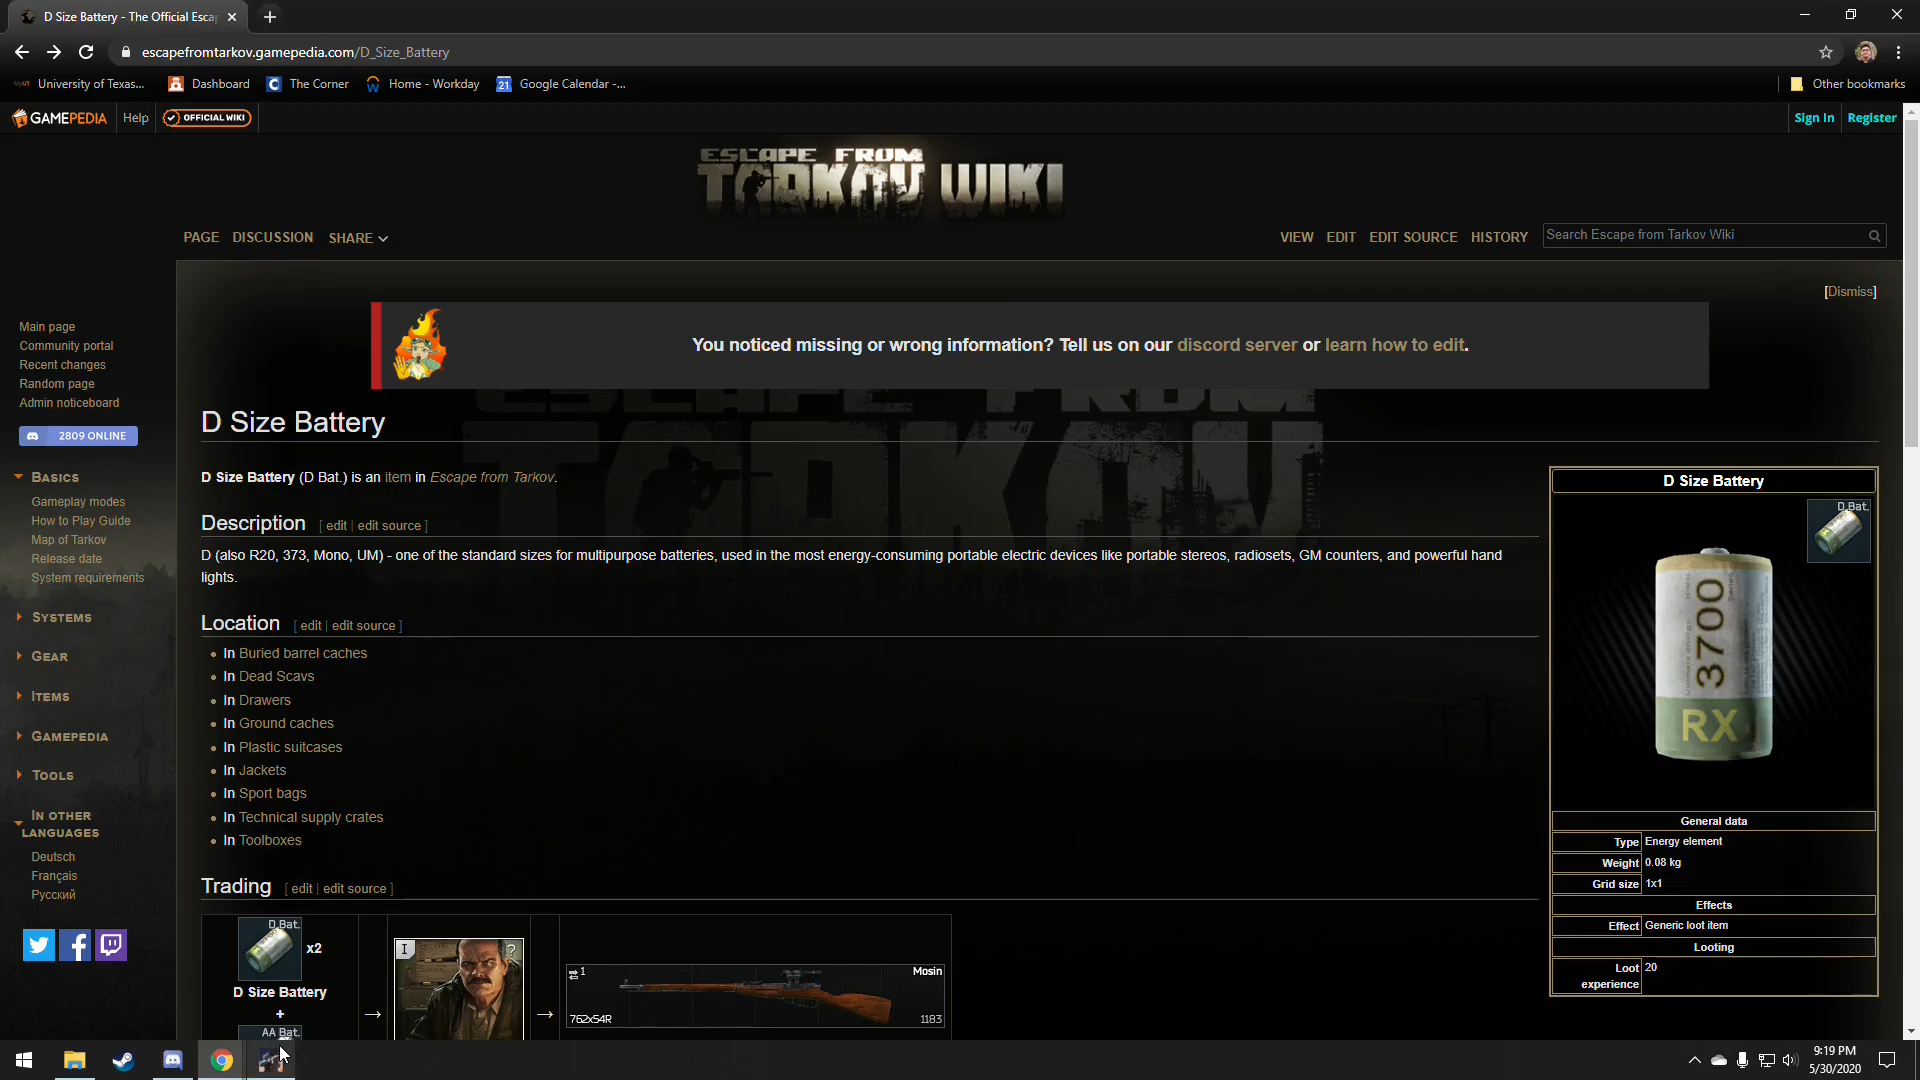 D Size Battery - The Official Escap
escapefromtarkov.gamepedia.com/D_Size_Battery
University of Texas...
Dashboard
The Corner
Home - Workday
21
Google Calendar -...
Other bookmarks
GAMEPEDIA
Help
OFFICIAL WIKI
Sign In
Register
ESCAPE FROM
TARKOV WIKI
PAGE
DISCUSSION
SHARE
VIEW
EDIT
EDIT SOURCE
HISTORY
Search Escape from Tarkov Wiki
[Dismiss]
You noticed missing or wrong information? Tell us on our discord server or learn how to edit.
Main page
Community portal
Recent changes
Random page
Admin noticeboard
2809 ONLINE
BASICS
Gameplay modes
How to Play Guide
Map of Tarkov
Release date
System requirements
SYSTEMS
GEAR
ITEMS
GAMEPEDIA
TOOLS
IN OTHER
LANGUAGES
Deutsch
Français
Русский
ESCAPE FROM
TARKOV
D Size Battery
D Size Battery (D Bat.) is an item in Escape from Tarkov.
Description [ edit | edit source ]
D (also R20, 373, Mono, UM) - one of the standard sizes for multipurpose batteries, used in the most energy-consuming portable electric devices like portable stereos, radiosets, GM counters, and powerful hand
lights.
Location [ edit | edit source ]
In Buried barrel caches
In Dead Scavs
In Drawers
In Ground caches
In Plastic suitcases
In Jackets
In Sport bags
In Technical supply crates
In Toolboxes
Trading [ edit | edit source ]
D.Bat.
x2
D Size Battery
+
AA Bat.
→
I
?
→
1
Mosin
762x54R
1183
D Size Battery
D.Bat.
3700
RX
General data
Type Energy element
Weight 0.08 kg
Grid size 1x1
Effects
Effect Generic loot item
Looting
Loot experience 20
9:19 PM
5/30/2020